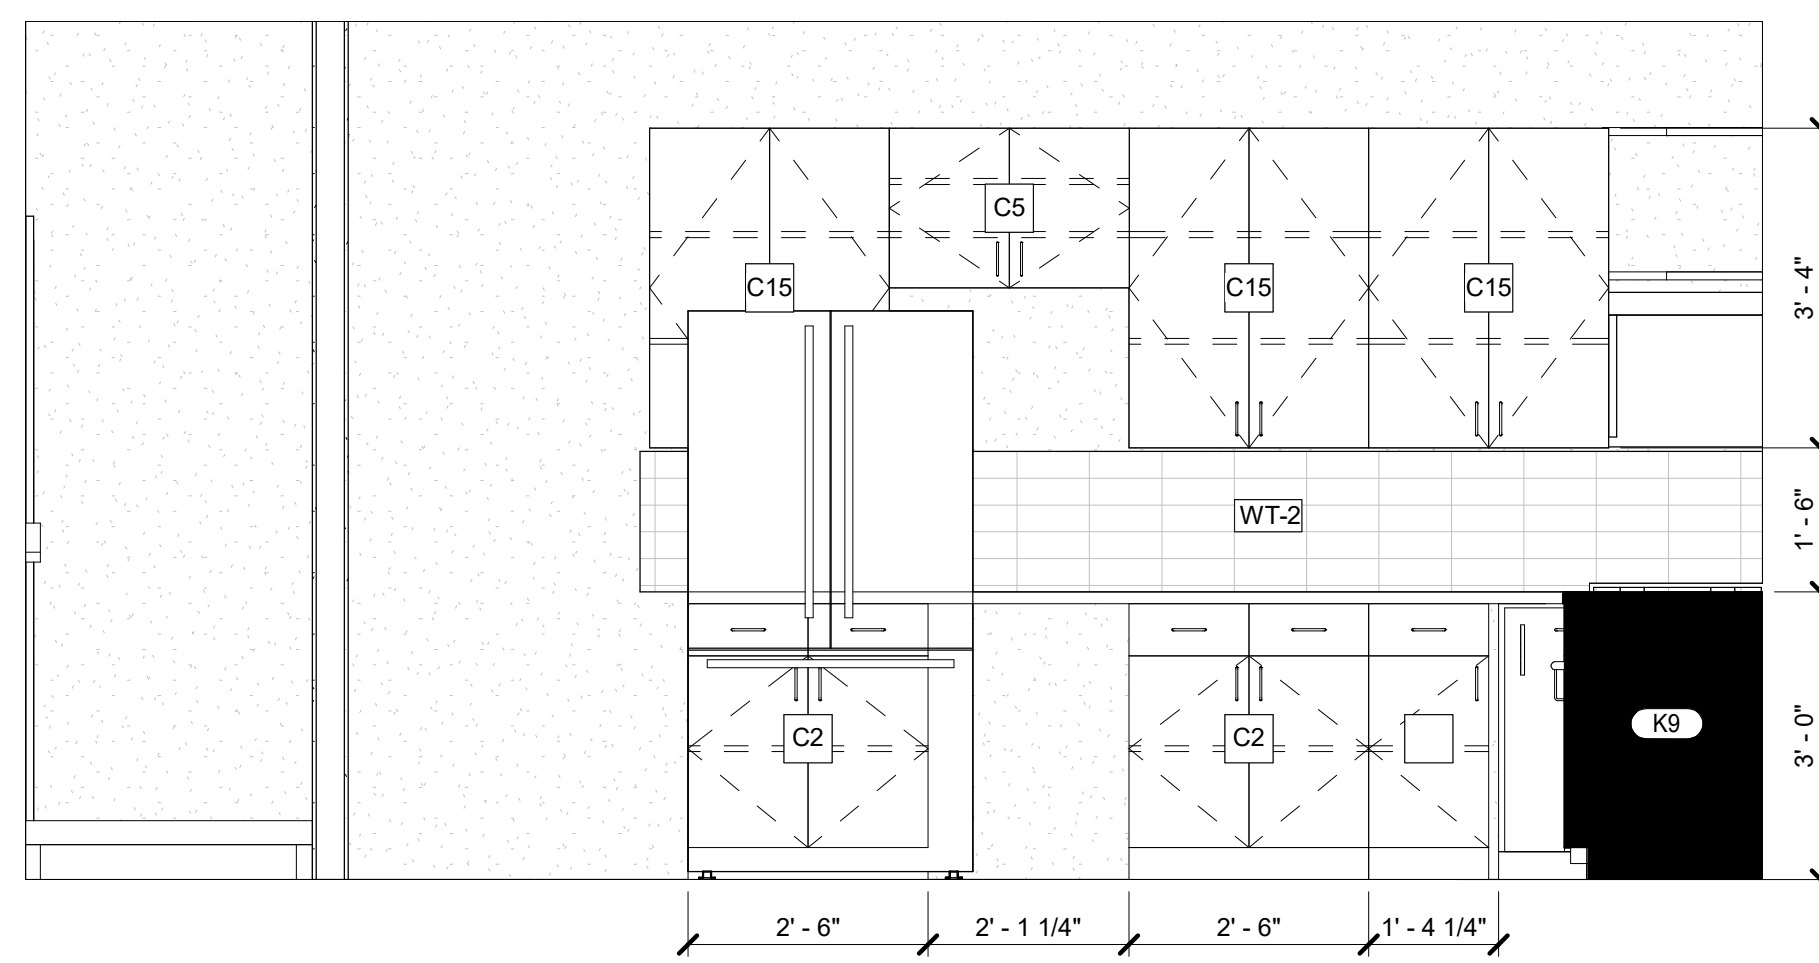 C5
C15
C15
C15
3' - 4"
WT-2
1' - 6"
C2
C2
K9
3' - 0"
2' - 6"
2' - 1 1/4"
2' - 6"
1' - 4 1/4"